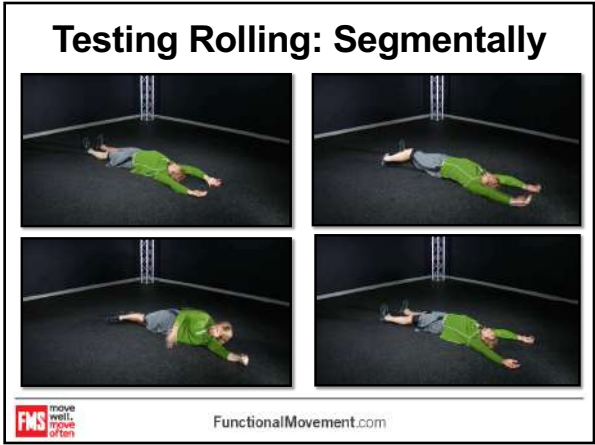 Testing Rolling: Segmentally
FMS
move
well.
move
often
FunctionalMovement.com